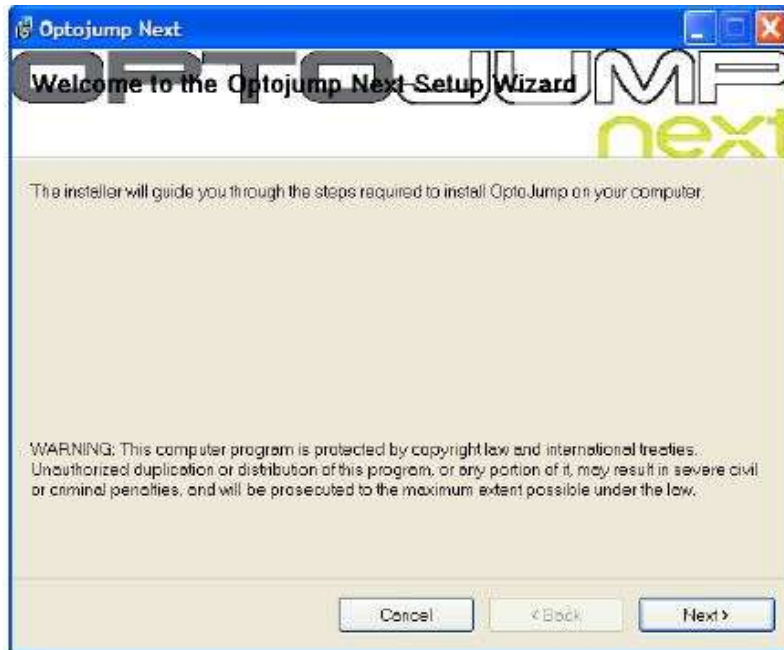 Optojump Next
OPTOJUMP
Welcome to the Optojump Next Setup Wizard
next
The installer will guide you through the steps required to install OptoJump on your computer.
WARNING: This computer program is protected by copyright law and international treaties.
Unauthorized duplication or distribution of this program, or any portion of it, may result in severe civil
or criminal penalties, and will be prosecuted to the maximum extent possible under the law.
Cancel
< Back
Next >